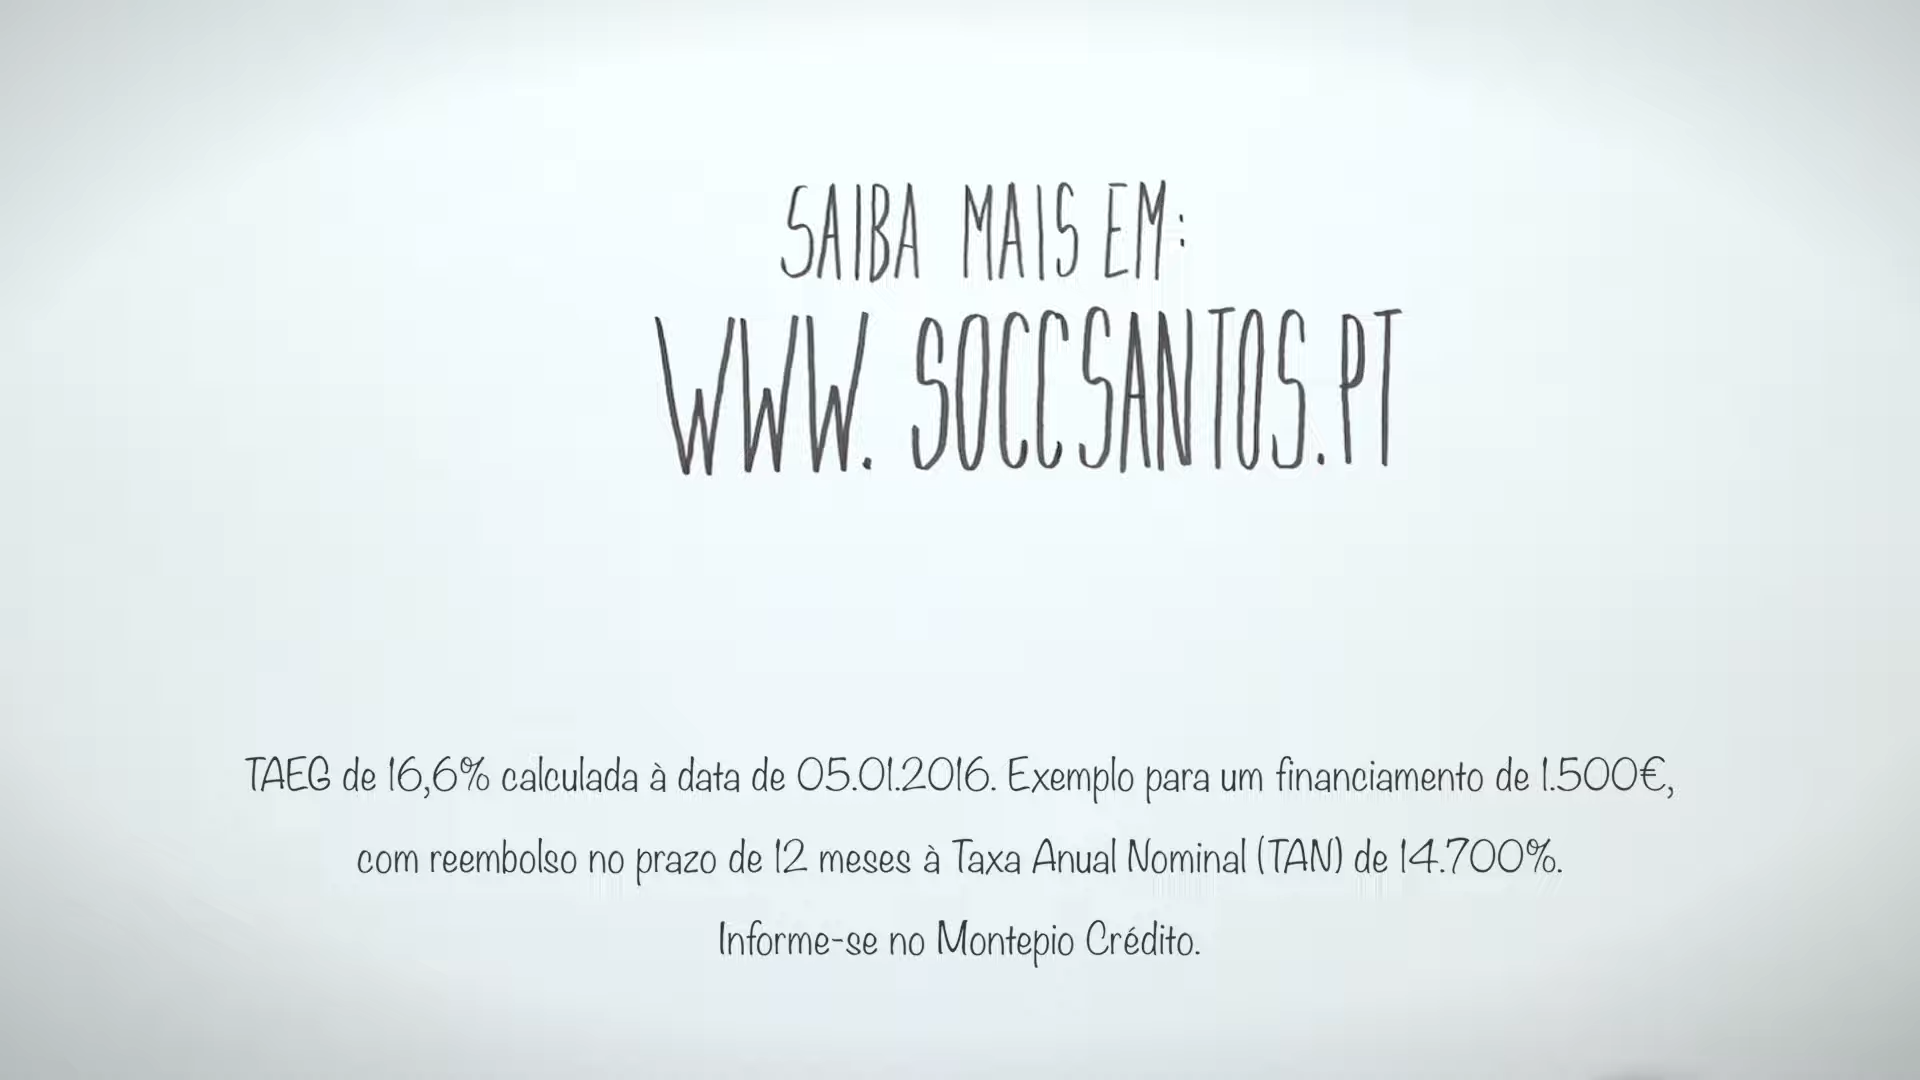 SAIBA MAIS EM:
WWW. SOCCSANTOS.PT
TAEG de 16,6% calculada à data de 05.01.2016. Exemplo para um financiamento de 1.500€,
com reembolso no prazo de 12 meses à Taxa Anual Nominal (TAN) de 14.700%.
Informe-se no Montepio Crédito.